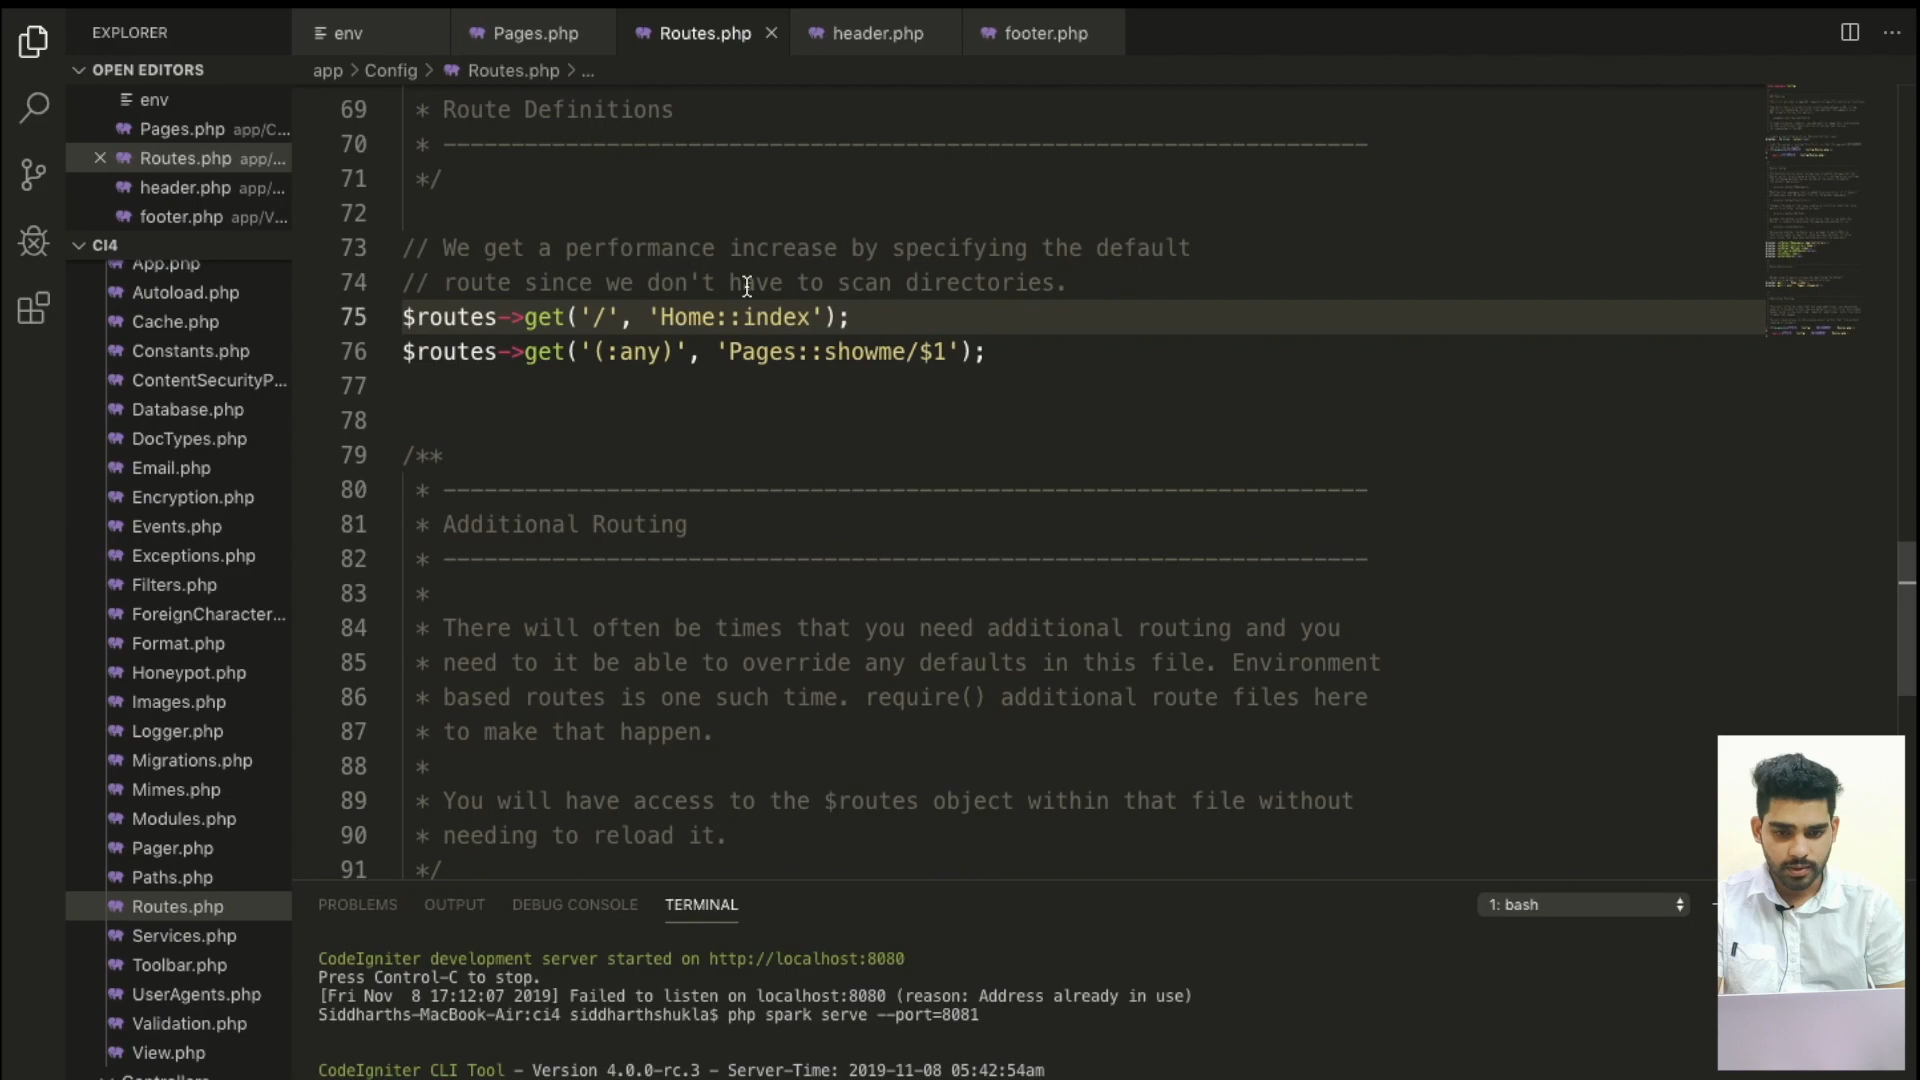 EXPLORER
env
Pages.php
Routes.php
header.php
footer.php
OPEN EDITORS
app > Config > Routes.php > ...
env
Pages.php app/C...
Routes.php app/...
header.php app/...
footer.php app/V...
CI4
App.php
Autoload.php
Cache.php
Constants.php
ContentSecurityP...
Database.php
DocTypes.php
Email.php
Encryption.php
Events.php
Exceptions.php
Filters.php
ForeignCharacter...
Format.php
Honeypot.php
Images.php
Logger.php
Migrations.php
Mimes.php
Modules.php
Pager.php
Paths.php
Routes.php
Services.php
Toolbar.php
UserAgents.php
Validation.php
View.php
Controllers
69 * Route Definitions
70 * --------------------------------------------------------------------
71 */
72
73 // We get a performance increase by specifying the default
74 // route since we don't have to scan directories.
75 $routes->get('/', 'Home::index');
76 $routes->get('(:any)', 'Pages::showme/$1');
77
78
79 /**
80 * --------------------------------------------------------------------
81 * Additional Routing
82 * --------------------------------------------------------------------
83 *
84 * There will often be times that you need additional routing and you
85 * need to it be able to override any defaults in this file. Environment
86 * based routes is one such time. require() additional route files here
87 * to make that happen.
88 *
89 * You will have access to the $routes object within that file without
90 * needing to reload it.
91 */
PROBLEMS OUTPUT DEBUG CONSOLE TERMINAL 1: bash
CodeIgniter development server started on http://localhost:8080
Press Control-C to stop.
[Fri Nov  8 17:12:07 2019] Failed to listen on localhost:8080 (reason: Address already in use)
Siddharths-MacBook-Air:ci4 siddharthshukla$ php spark serve --port=8081
CodeIgniter CLI Tool - Version 4.0.0-rc.3 - Server-Time: 2019-11-08 05:42:54am